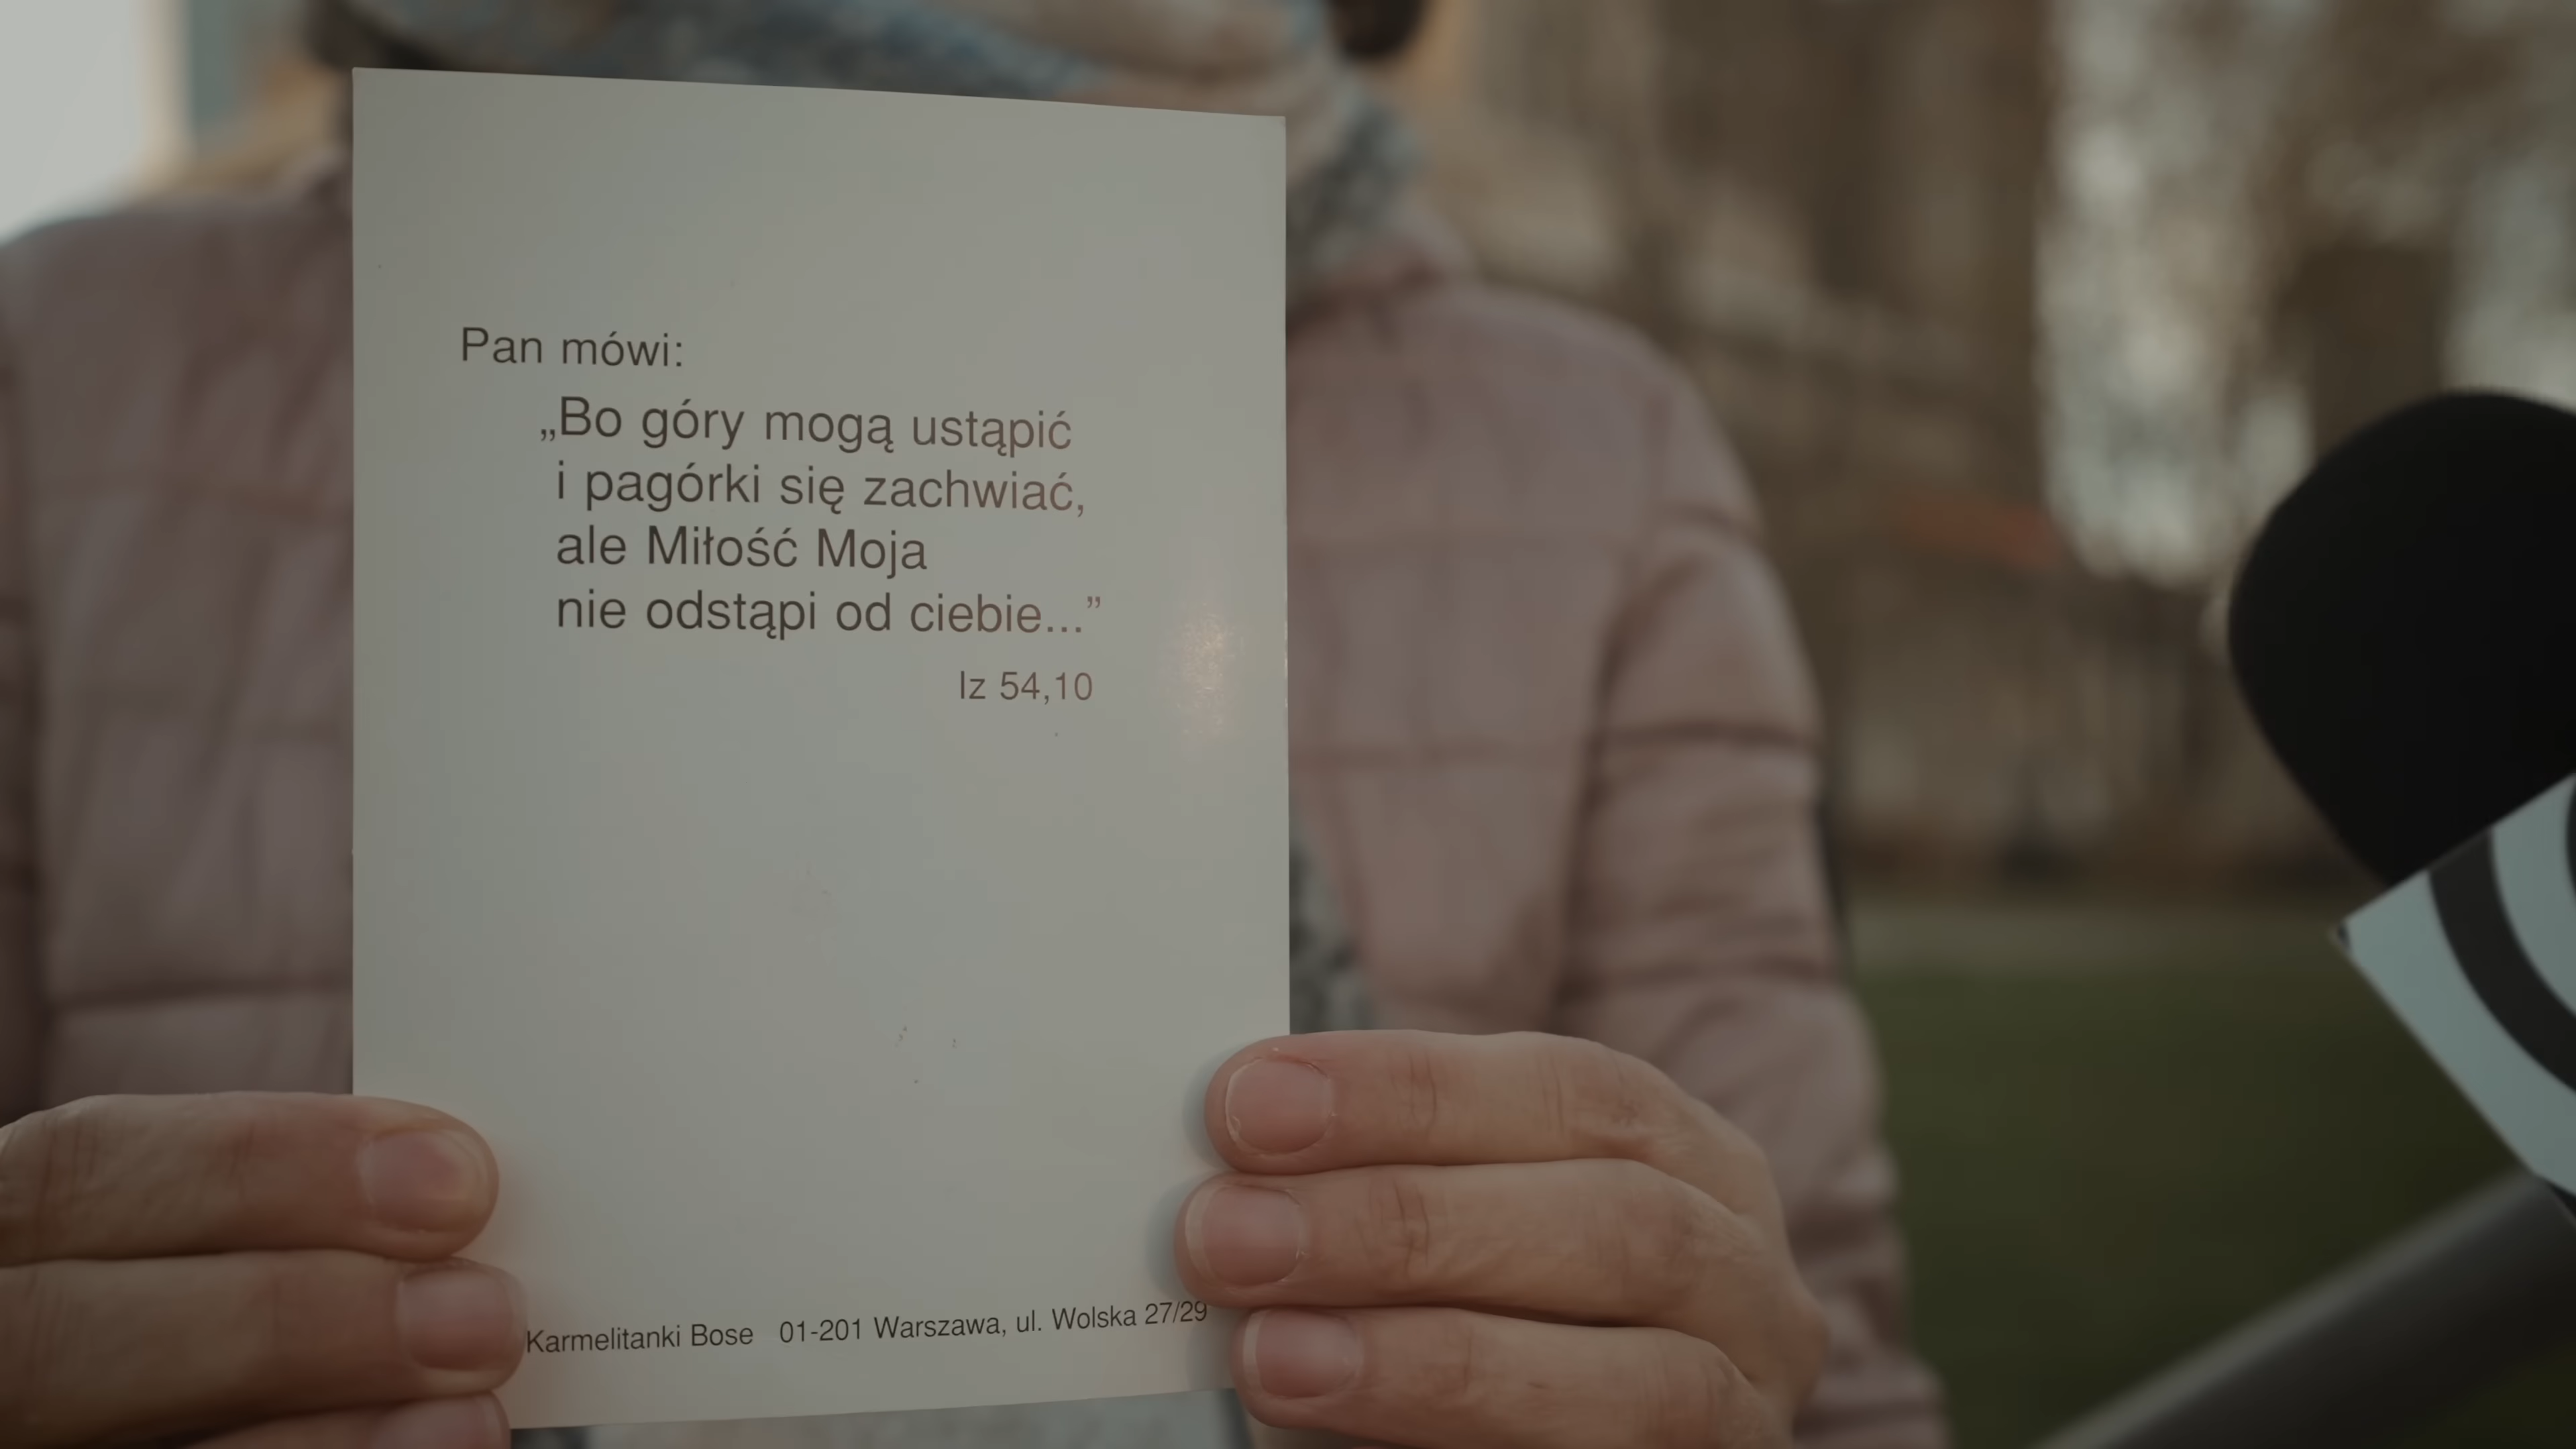 Pan mówi:
„Bo góry mogą ustąpić
i pagórki się zachwiać,
ale Miłość Moja
nie odstąpi od ciebie...”
Iz 54,10
Karmelitanki Bose 01-201 Warszawa, ul. Wolska 27/29